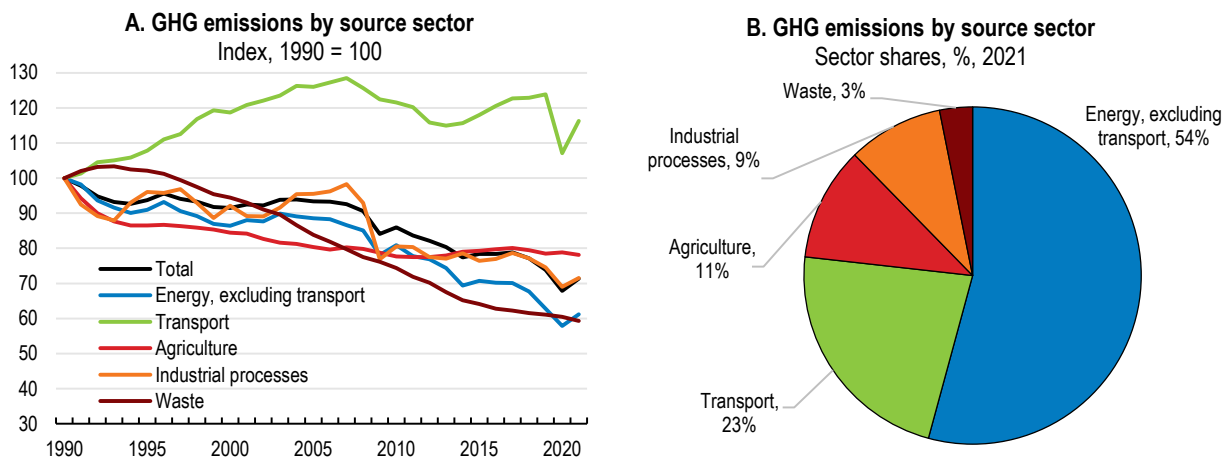 A. GHG emissions by source sector
Index, 1990 = 100
130
120
110
100
90
80
70
60
50
40
30
Total
Energy, excluding transport
Transport
Agriculture
Industrial processes
Waste
1990 1995 2000 2005 2010 2015 2020
B. GHG emissions by source sector
Sector shares, %, 2021
Waste, 3%
Energy, excluding
transport, 54%
Industrial
processes, 9%
Agriculture,
11%
Transport,
23%